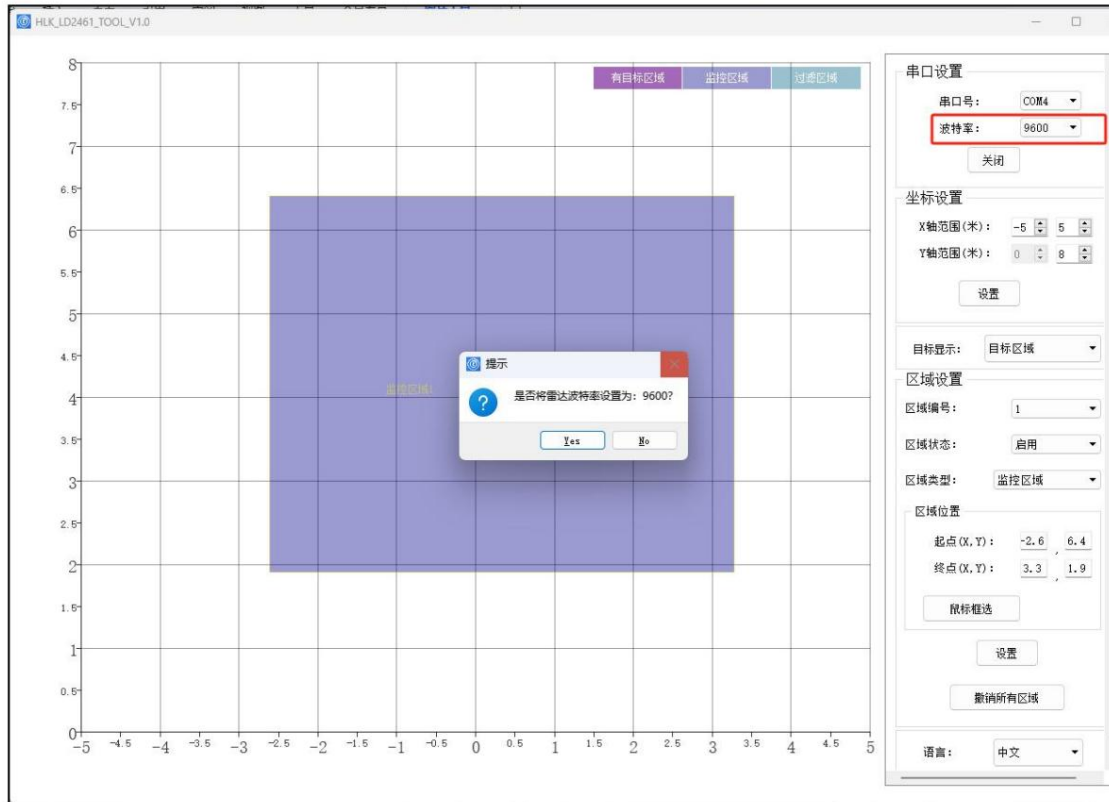 HLK_LD2461_TOOL_V1.0
有目标区域 监控区域 过滤区域
8
7.5
7
6.5
6
5.5
5
4.5
4
3.5
3
2.5
2
1.5
1
0.5
0
-5 -4.5 -4 -3.5 -3 -2.5 -2 -1.5 -1 -0.5 0 0.5 1 1.5 2 2.5 3 3.5 4 4.5 5
监控区域1
提示
是否将雷达波特率设置为: 9600?
Yes No
串口设置
串口号: COM4
波特率: 9600
关闭
坐标设置
X轴范围(米): -5 5
Y轴范围(米): 0 8
设置
目标显示: 目标区域
区域设置
区域编号: 1
区域状态: 启用
区域类型: 监控区域
区域位置
起点(X,Y): -2.6 , 6.4
终点(X,Y): 3.3 , 1.9
鼠标框选
设置
撤销所有区域
语言: 中文